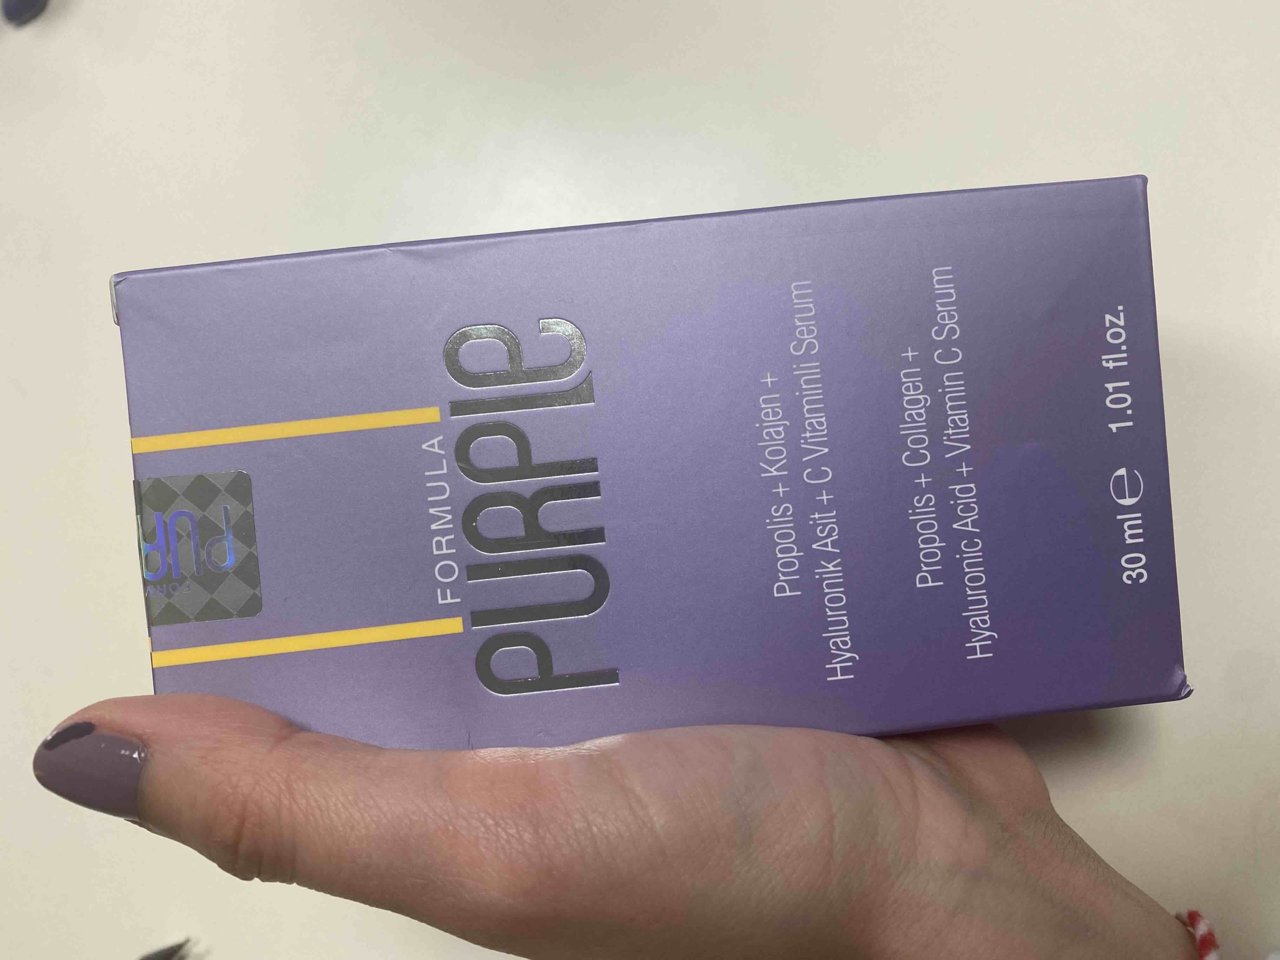 FORMULA
PURPle
Propolis + Kolajen +
Hyaluronik Asit + C Vitaminli Serum
Propolis + Collagen +
Hyaluronic Acid + Vitamin C Serum
30 ml ℮ 1.01 fl.oz.
PUR